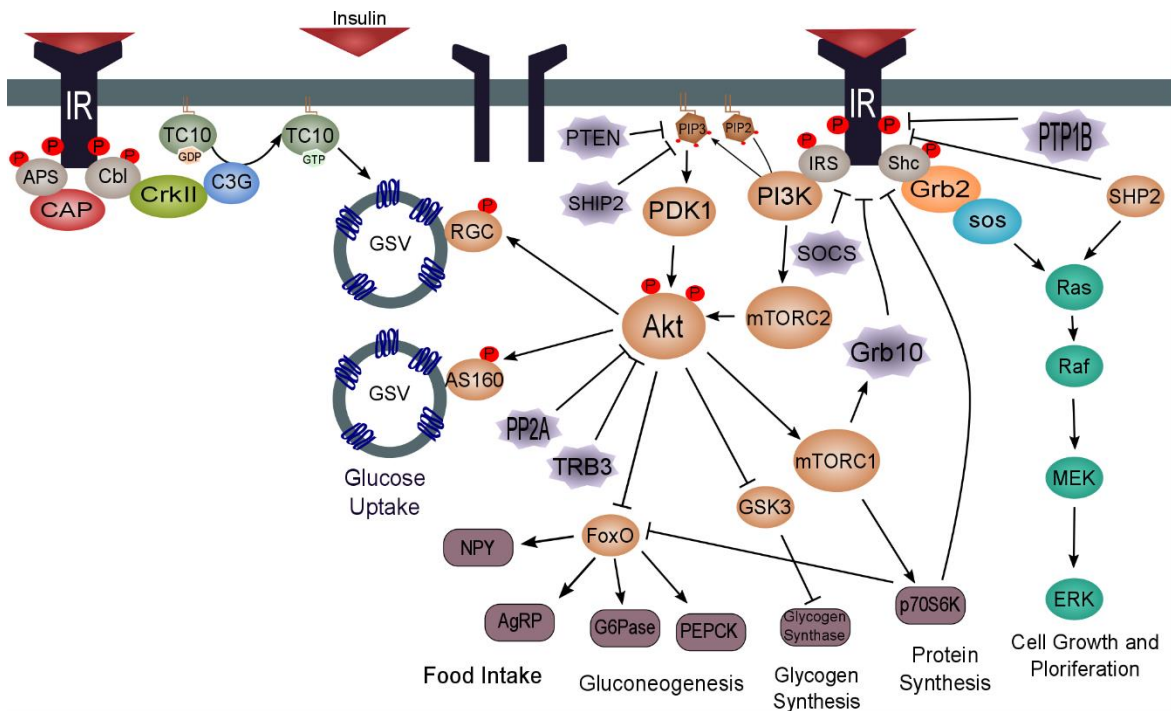 Insulin
IR
IR
P
P
P
P
APS
Cbl
CAP
CrkII
C3G
TC10
GDP
TC10
GTP
GSV
RGC
P
GSV
AS160
P
Glucose
Uptake
PTEN
SHIP2
PIP3
PIP2
PDK1
PI3K
IRS
Shc
P
P
P
Grb2
sos
PTP1B
SHP2
SOCS
P
P
Akt
mTORC2
Grb10
PP2A
TRB3
mTORC1
GSK3
FoxO
NPY
AgRP
G6Pase
PEPCK
Glycogen
Synthase
p70S6K
Ras
Raf
MEK
ERK
Food Intake
Gluconeogenesis
Glycogen
Synthesis
Protein
Synthesis
Cell Growth and
Ploriferation